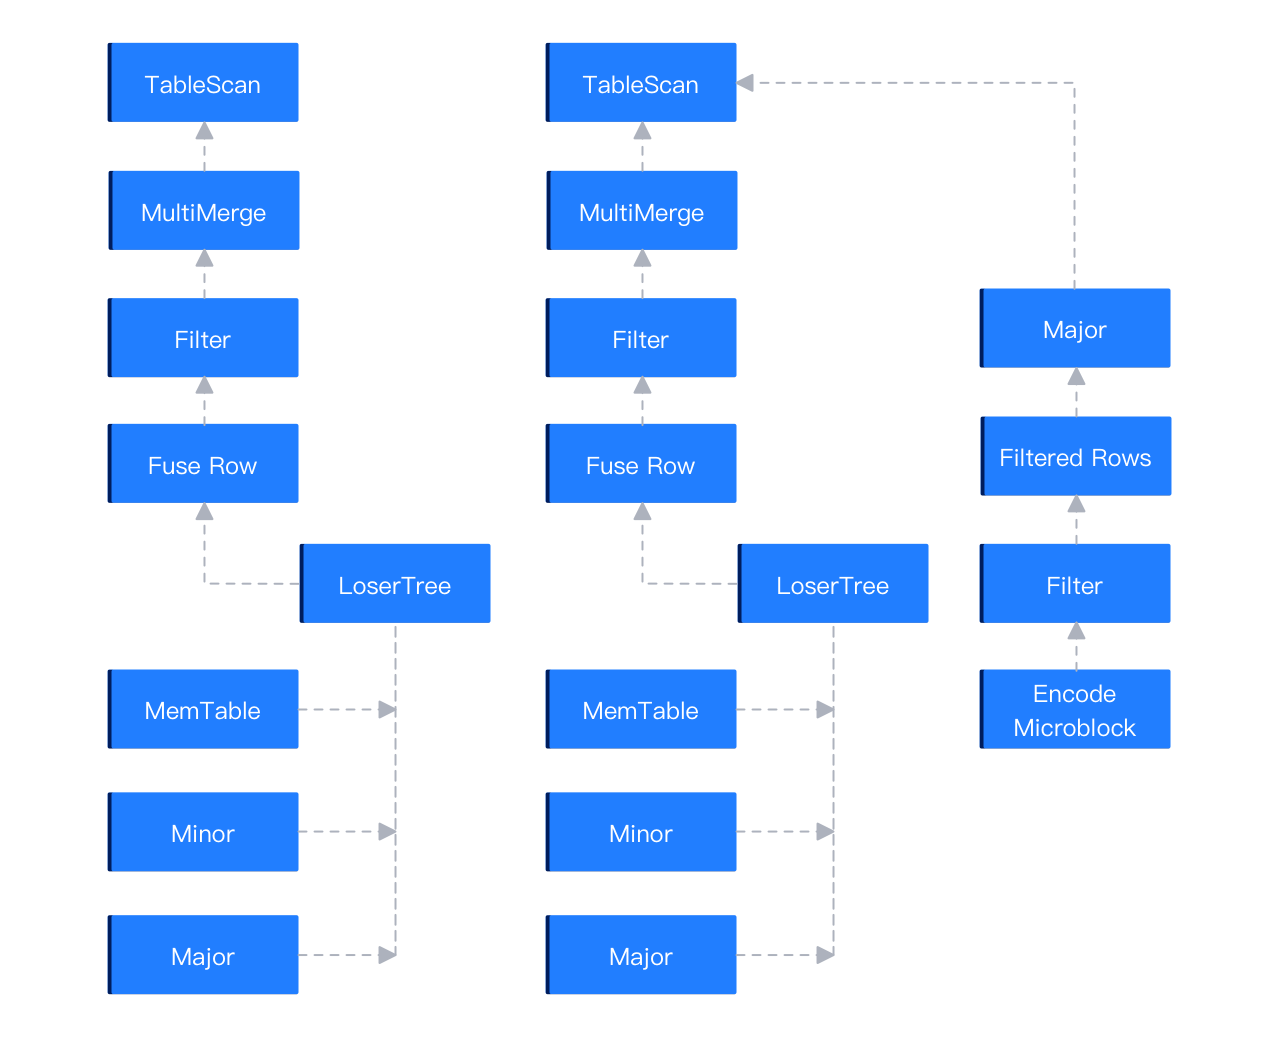 TableScan
MultiMerge
Filter
Fuse Row
LoserTree
MemTable
Minor
Major
TableScan
MultiMerge
Filter
Fuse Row
LoserTree
MemTable
Minor
Major
Major
Filtered Rows
Filter
Encode
Microblock